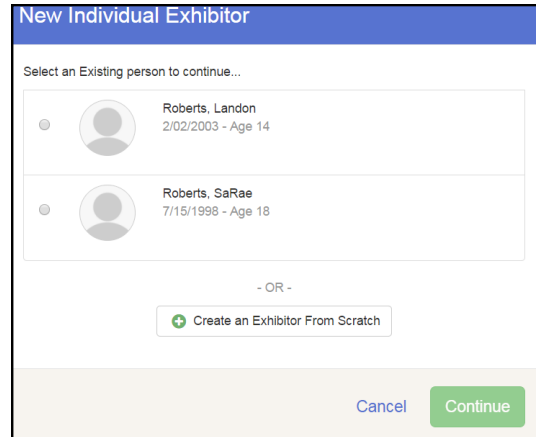 New Individual Exhibitor
Select an Existing person to continue...
Roberts, Landon
2/02/2003 - Age 14
Roberts, SaRae
7/15/1998 - Age 18
- OR -
Create an Exhibitor From Scratch
Cancel
Continue